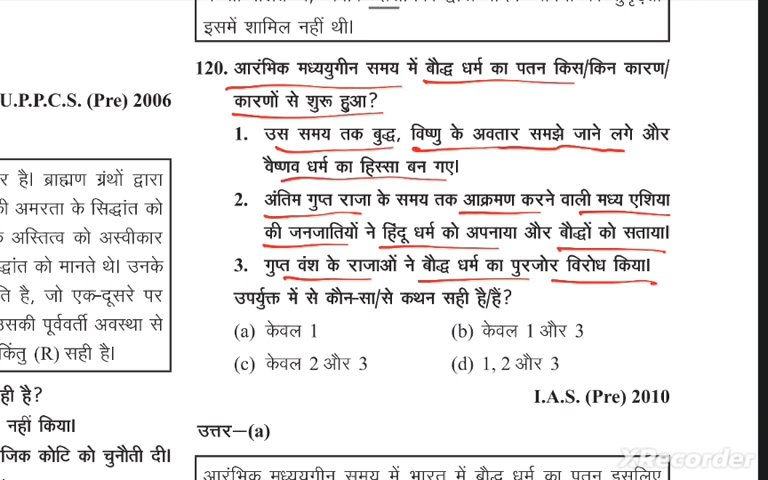 इसमें शामिल नहीं थी।
120. आरंभिक मध्ययुगीन समय में बौद्ध धर्म का पतन किस/किन कारण/
कारणों से शुरू हुआ?
1. उस समय तक बुद्ध, विष्णु के अवतार समझे जाने लगे और
वैष्णव धर्म का हिस्सा बन गए।
2. अंतिम गुप्त राजा के समय तक आक्रमण करने वाली मध्य एशिया
की जनजातियों ने हिंदू धर्म को अपनाया और बौद्धों को सताया।
3. गुप्त वंश के राजाओं ने बौद्ध धर्म का पुरजोर विरोध किया।
उपर्युक्त में से कौन-सा/से कथन सही है/हैं?
(a) केवल 1 (b) केवल 1 और 3
(c) केवल 2 और 3 (d) 1, 2 और 3
I.A.S. (Pre) 2010
उत्तर–(a)
आरंभिक मध्ययुगीन समय में भारत में बौद्ध धर्म का पतन इसलिए
U.P.P.C.S. (Pre) 2006
र है। ब्राह्मण ग्रंथों द्वारा
ी अमरता के सिद्धांत को
अस्तित्व को अस्वीकार
द्धांत को मानते थे। उनके
ति है, जो एक-दूसरे पर
उसकी पूर्ववर्ती अवस्था से
किंतु (R) सही है।
ही है?
नहीं किया।
जिक कोटि को चुनौती दी।
XRecorder